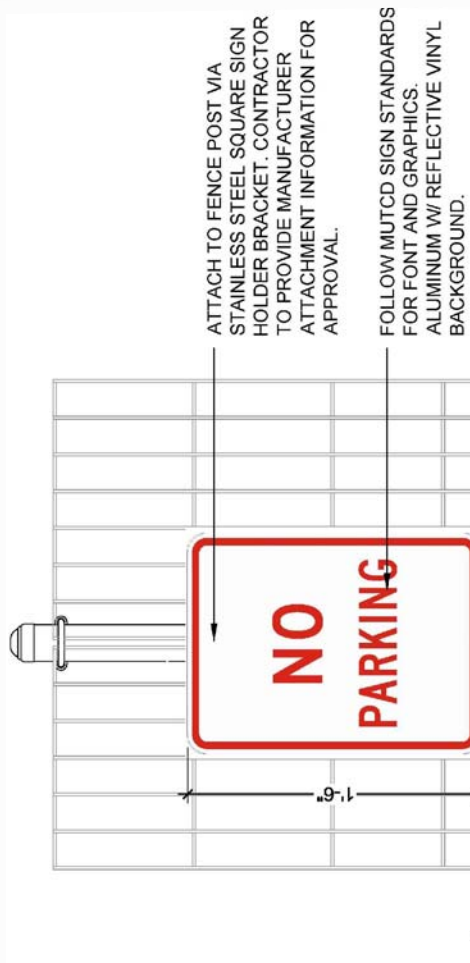 ATTACH TO FENCE POST VIA
STAINLESS STEEL SQUARE SIGN
HOLDER BRACKET. CONTRACTOR
TO PROVIDE MANUFACTURER
ATTACHMENT INFORMATION FOR
APPROVAL.
FOLLOW MUTCD SIGN STANDARDS
FOR FONT AND GRAPHICS.
ALUMINUM W/ REFLECTIVE VINYL
BACKGROUND.
NO
PARKING
1'-6"